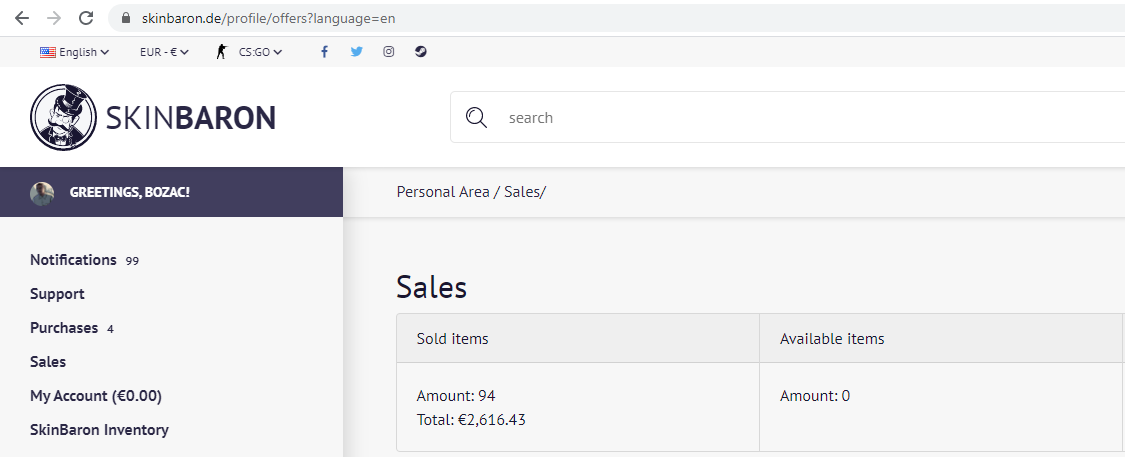 skinbaron.de/profile/offers?language=en
English EUR - € CS:GO
SKINBARON
search
GREETINGS, BOZAC!
Personal Area / Sales/
Notifications 99
Support
Purchases 4
Sales
My Account (€0.00)
SkinBaron Inventory
Sales
Sold items
Available items
Amount: 94
Total: €2,616.43
Amount: 0